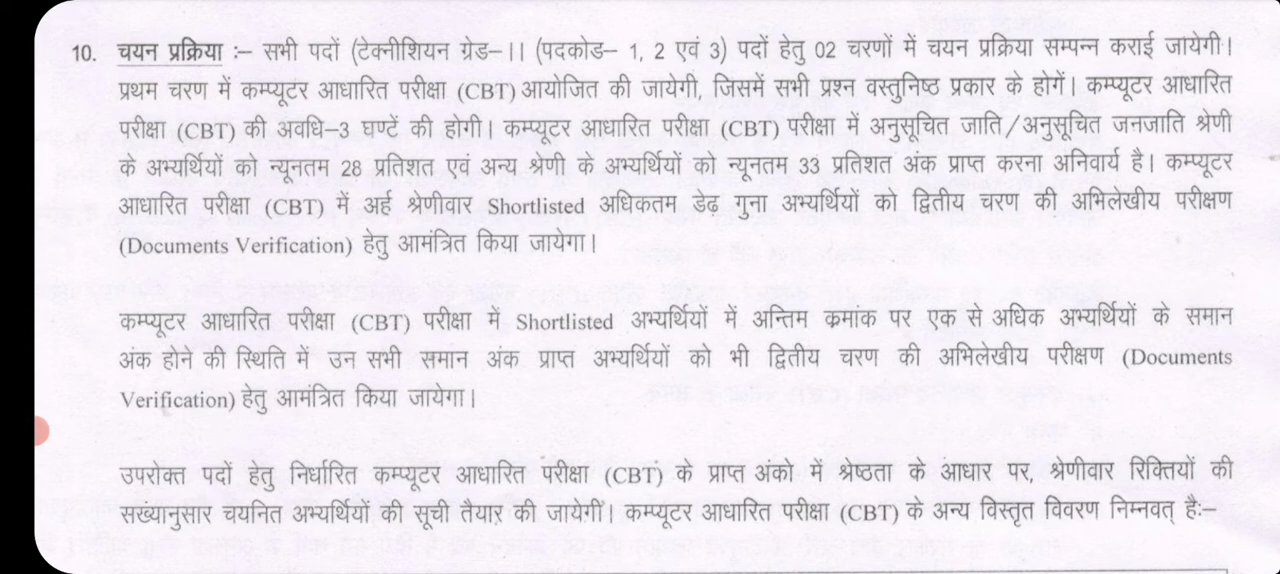 10. चयन प्रक्रिया :– सभी पदों (टेक्नीशियन ग्रेड–।। (पदकोड– 1, 2 एवं 3) पदों हेतु 02 चरणों में चयन प्रक्रिया सम्पन्न कराई जायेगी।
प्रथम चरण में कम्प्यूटर आधारित परीक्षा (CBT) आयोजित की जायेगी, जिसमें सभी प्रश्न वस्तुनिष्ठ प्रकार के होगें। कम्प्यूटर आधारित
परीक्षा (CBT) की अवधि–3 घण्टें की होगी। कम्प्यूटर आधारित परीक्षा (CBT) परीक्षा में अनुसूचित जाति/अनुसूचित जनजाति श्रेणी
के अभ्यर्थियों को न्यूनतम 28 प्रतिशत एवं अन्य श्रेणी के अभ्यर्थियों को न्यूनतम 33 प्रतिशत अंक प्राप्त करना अनिवार्य है। कम्प्यूटर
आधारित परीक्षा (CBT) में अर्ह श्रेणीवार Shortlisted अधिकतम डेढ़ गुना अभ्यर्थियों को द्वितीय चरण की अभिलेखीय परीक्षण
(Documents Verification) हेतु आमंत्रित किया जायेगा।
कम्प्यूटर आधारित परीक्षा (CBT) परीक्षा में Shortlisted अभ्यर्थियों में अन्तिम क्रमांक पर एक से अधिक अभ्यर्थियों के समान
अंक होने की स्थिति में उन सभी समान अंक प्राप्त अभ्यर्थियों को भी द्वितीय चरण की अभिलेखीय परीक्षण (Documents
Verification) हेतु आमन्त्रित किया जायेगा।
उपरोक्त पदों हेतु निर्धारित कम्प्यूटर आधारित परीक्षा (CBT) के प्राप्त अंको में श्रेष्ठता के आधार पर, श्रेणीवार रिक्तियों की
सख्यानुसार चयनित अभ्यर्थियों की सूची तैयार की जायेगी। कम्प्यूटर आधारित परीक्षा (CBT) के अन्य विस्तृत विवरण निम्नवत् है:–